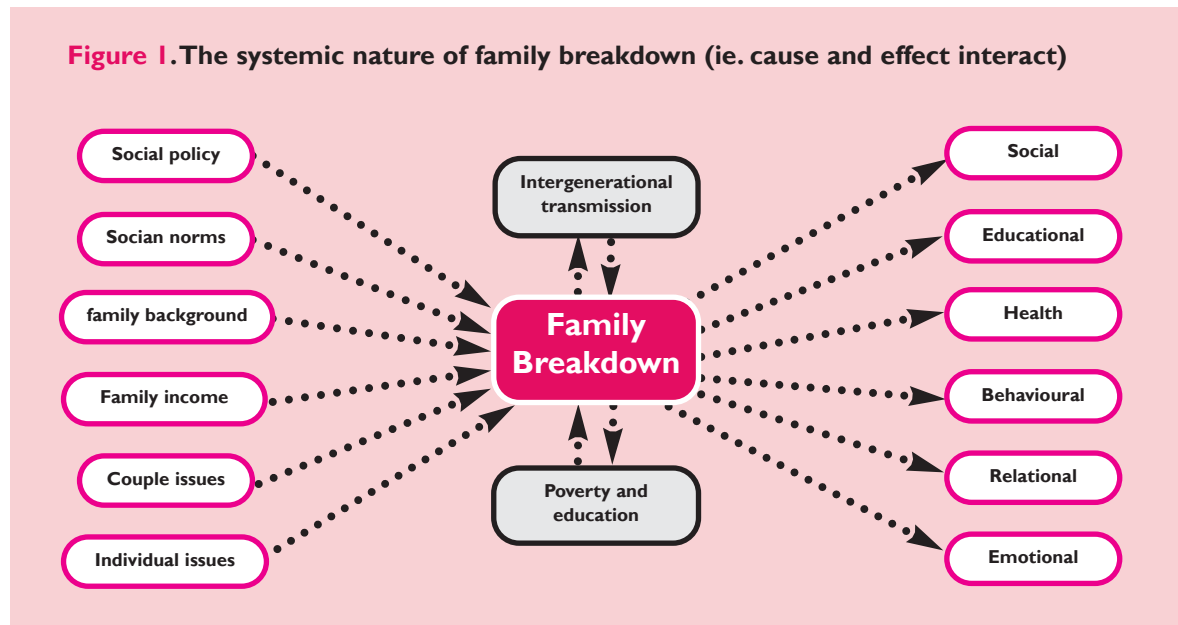 Figure 1. The systemic nature of family breakdown (ie. cause and effect interact)
Social policy
Socian norms
family background
Family income
Couple issues
Individual issues
Intergenerational
transmission
Family
Breakdown
Poverty and
education
Social
Educational
Health
Behavioural
Relational
Emotional